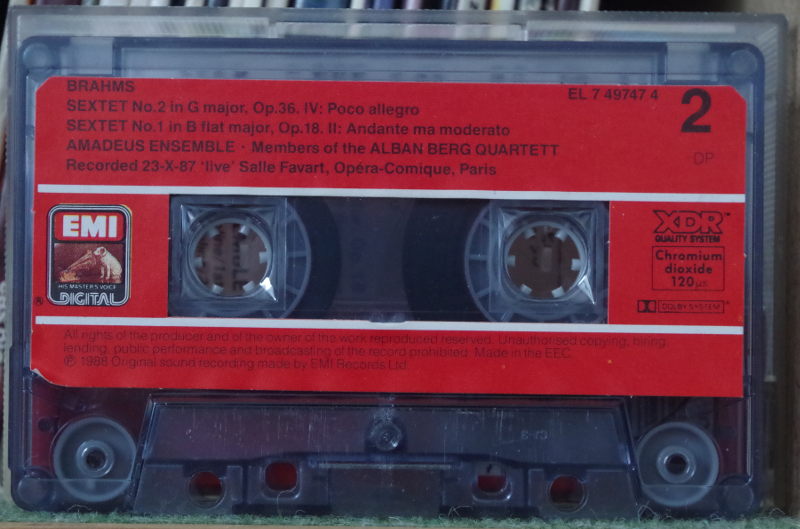 BRAHMS
SEXTET No.2 in G major, Op.36. IV: Poco allegro
EL 7 49747 4
2
SEXTET No.1 in B flat major, Op.18. II: Andante ma moderato
AMADEUS ENSEMBLE · Members of the ALBAN BERG QUARTETT
DP
Recorded 23-X-87 'live' Salle Favart, Opéra-Comique, Paris
EMI
HIS MASTER'S VOICE
DIGITAL
®
XDR™
QUALITY SYSTEM
Chromium
dioxide
120μs
DOLBY SYSTEM®
All rights of the producer and of the owner of the work reproduced reserved. Unauthorised copying, hiring,
lending, public performance and broadcasting of the record prohibited. Made in the EEC.
℗ 1988 Original sound recording made by EMI Records Ltd.